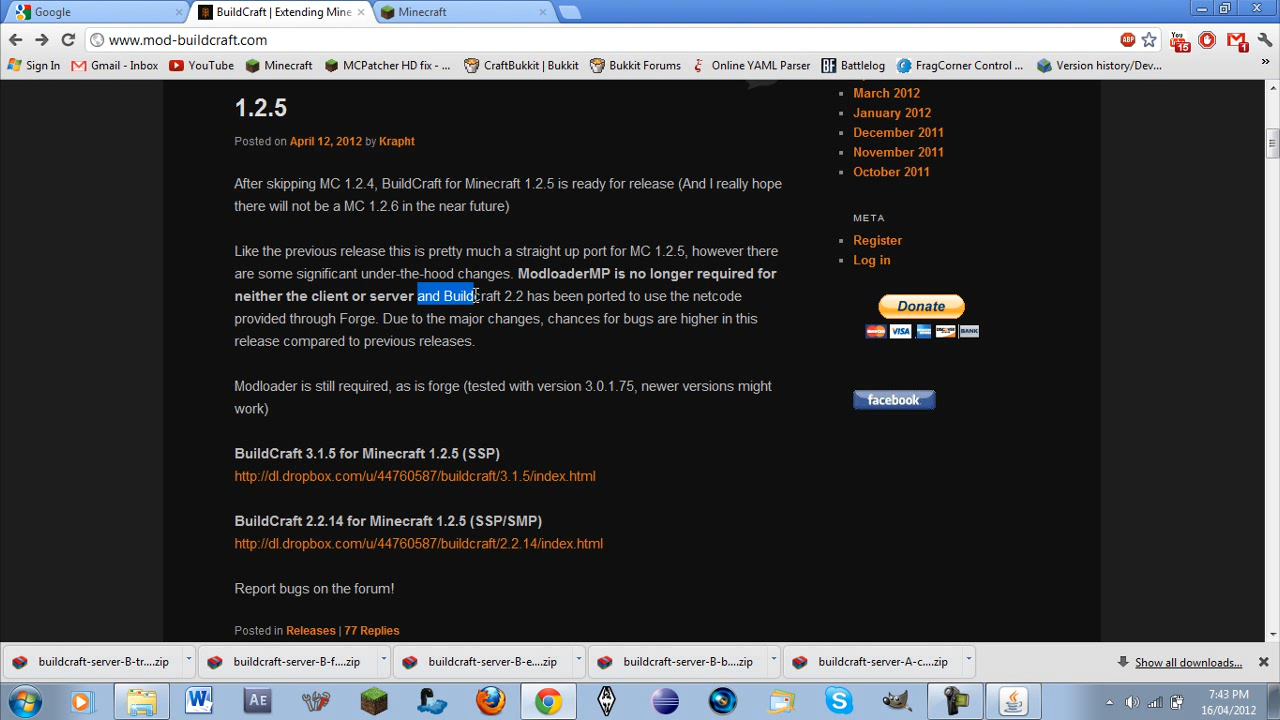 Google
BuildCraft | Extending Mine
Minecraft
www.mod-buildcraft.com
Sign In
Gmail - Inbox
YouTube
Minecraft
MCPatcher HD fix - ...
CraftBukkit | Bukkit
Bukkit Forums
Online YAML Parser
Battlelog
FragCorner Control ...
Version history/Dev...
1.2.5
Posted on April 12, 2012 by Krapht
After skipping MC 1.2.4, BuildCraft for Minecraft 1.2.5 is ready for release (And I really hope
there will not be a MC 1.2.6 in the near future)
Like the previous release this is pretty much a straight up port for MC 1.2.5, however there
are some significant under-the-hood changes. ModloaderMP is no longer required for
neither the client or server and BuildCraft 2.2 has been ported to use the netcode
provided through Forge. Due to the major changes, chances for bugs are higher in this
release compared to previous releases.
Modloader is still required, as is forge (tested with version 3.0.1.75, newer versions might
work)
BuildCraft 3.1.5 for Minecraft 1.2.5 (SSP)
http://dl.dropbox.com/u/44760587/buildcraft/3.1.5/index.html
BuildCraft 2.2.14 for Minecraft 1.2.5 (SSP/SMP)
http://dl.dropbox.com/u/44760587/buildcraft/2.2.14/index.html
Report bugs on the forum!
Posted in Releases | 77 Replies
March 2012
January 2012
December 2011
November 2011
October 2011
META
Register
Log in
Donate
VISA
BANK
facebook
buildcraft-server-B-tr....zip
buildcraft-server-B-f....zip
buildcraft-server-B-e....zip
buildcraft-server-B-b....zip
buildcraft-server-A-c....zip
Show all downloads...
7:43 PM
16/04/2012